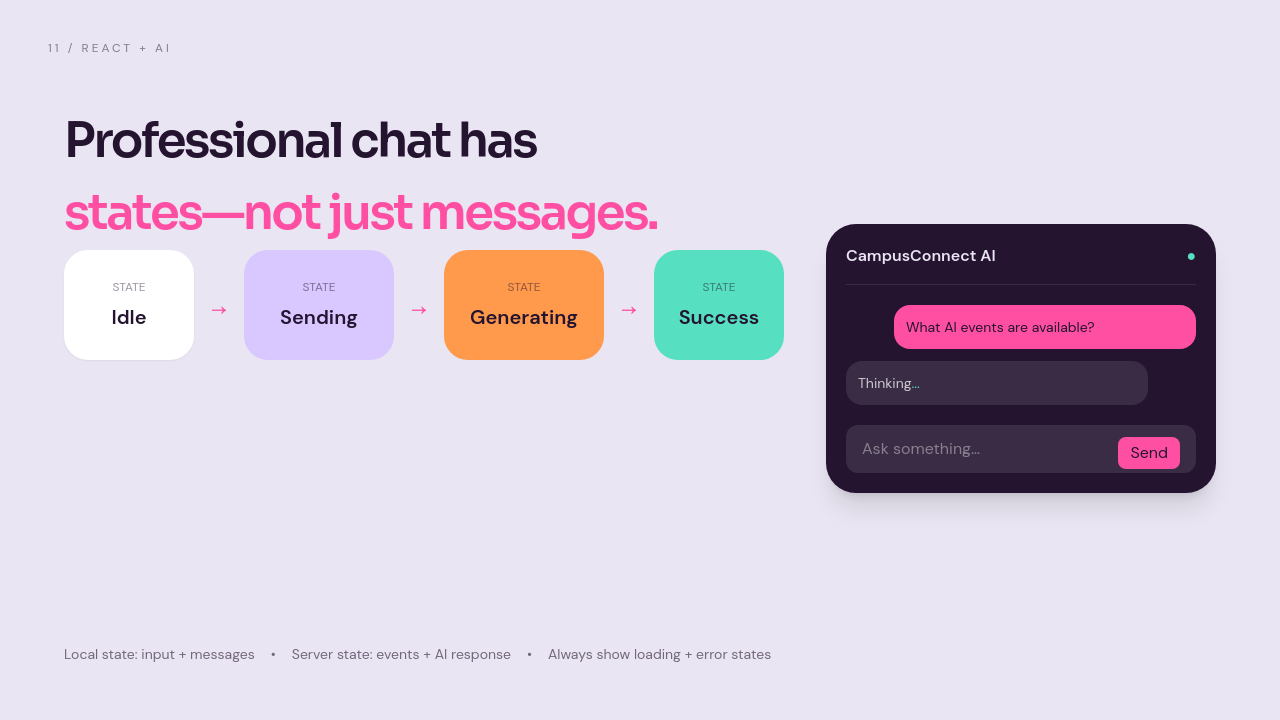 11 / REACT + AI
Professional chat has
states—not just messages.
STATE
Idle
→
STATE
Sending
→
STATE
Generating
→
STATE
Success
CampusConnect AI
What AI events are available?
Thinking...
Ask something...
Send
Local state: input + messages • Server state: events + AI response • Always show loading + error states